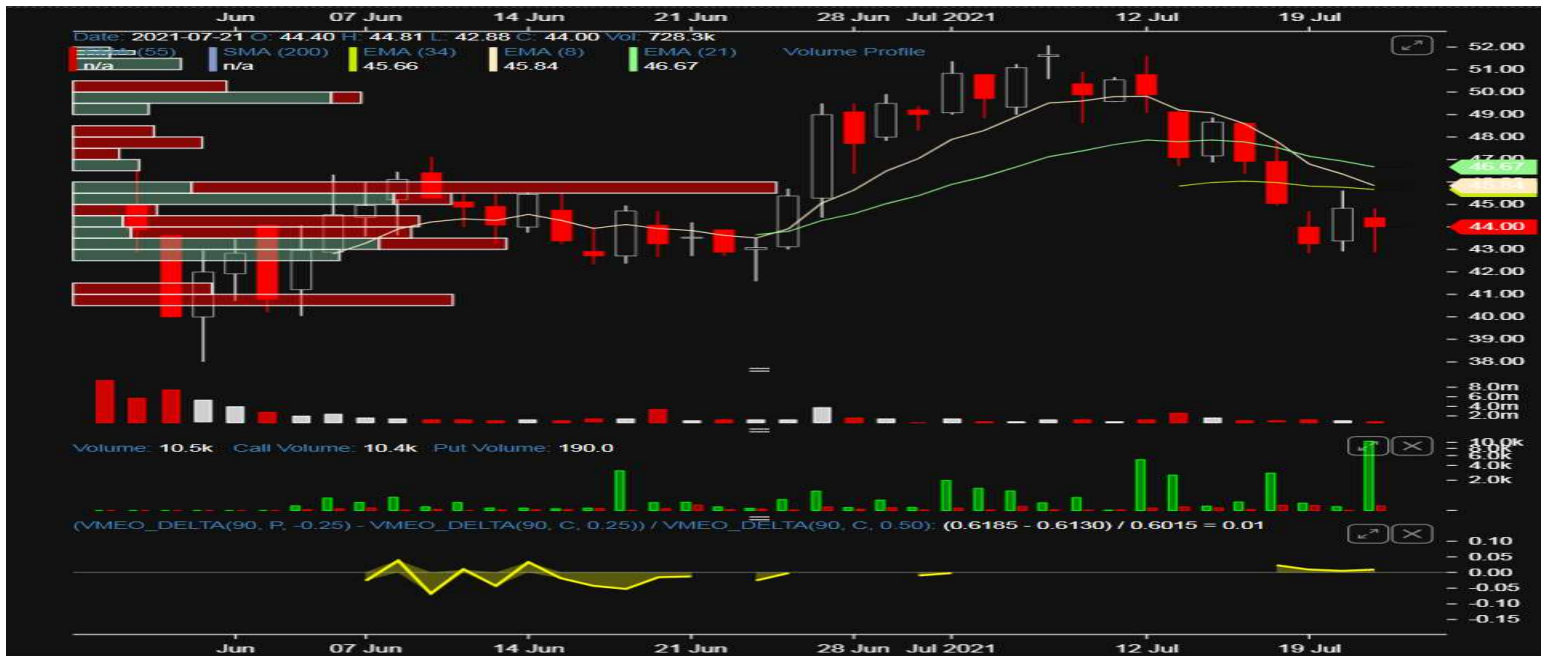 Jun 07 Jun 14 Jun 21 Jun 28 Jun Jul 2021 12 Jul 19 Jul
Date: 2021-07-21 O: 44.40 H: 44.81 L: 42.88 C: 44.00 Vol: 728.3k
(55) SMA (200) EMA (34) EMA (8) EMA (21) Volume Profile
n/a n/a 45.66 45.84 46.67
52.00
51.00
50.00
49.00
48.00
47.00
46.67
45.84
45.00
44.00
43.00
42.00
41.00
40.00
39.00
38.00
8.0m
6.0m
4.0m
2.0m
Volume: 10.5k Call Volume: 10.4k Put Volume: 190.0
10.0k
8.0k
6.0k
4.0k
2.0k
(VMEO_DELTA(90, P, -0.25) - VMEO_DELTA(90, C, 0.25)) / VMEO_DELTA(90, C, 0.50): (0.6185 - 0.6130) / 0.6015 = 0.01
0.10
0.05
0.00
-0.05
-0.10
-0.15
Jun 07 Jun 14 Jun 21 Jun 28 Jun Jul 2021 12 Jul 19 Jul